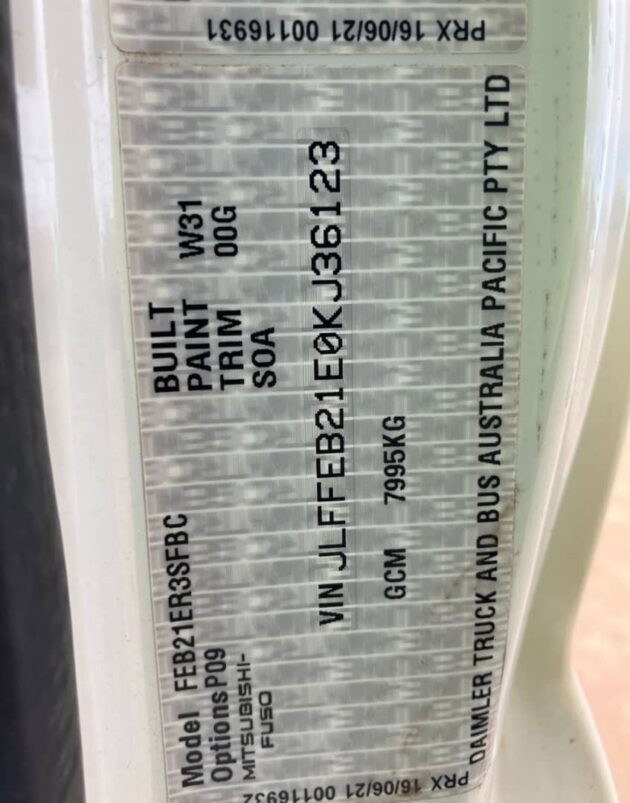 PRX 16/06/21 00116931
Model FEB21ER3SFBC
Options P09
MITSUBISHI-
FUSO
BUILT
PAINT W31
TRIM 00G
SOA
VIN JLFFEB21E0KJ36123
GCM 7995KG
DAIMLER TRUCK AND BUS AUSTRALIA PACIFIC PTY LTD
PRX 16/06/21 00116932